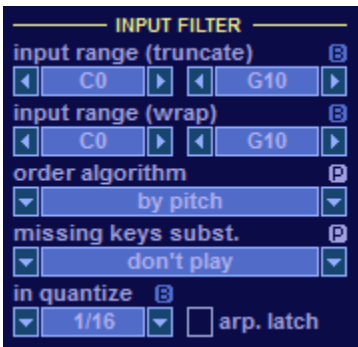 INPUT FILTER
input range (truncate) B
C0 G10
input range (wrap) B
C0 G10
order algorithm P
by pitch
missing keys subst. P
don't play
in quantize B
1/16 arp. latch